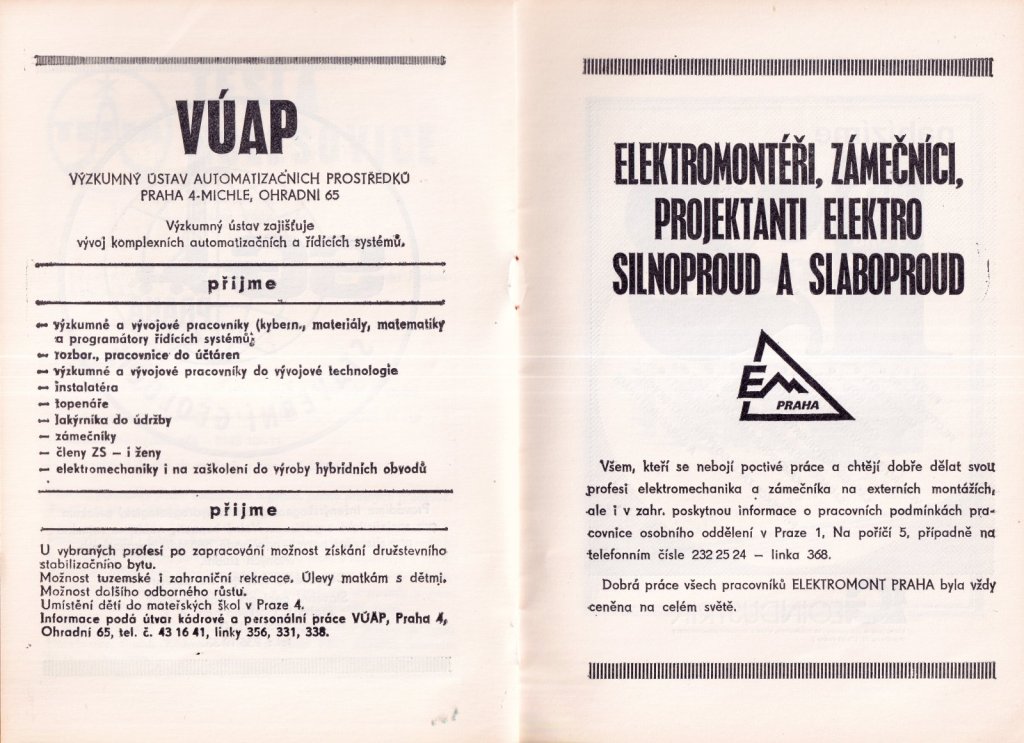 VÚAP
VÝZKUMNÝ ÚSTAV AUTOMATIZAČNICH PROSTŘEDKŮ
PRAHA 4-MICHLE, OHRADNÍ 65
Výzkumný ústav zajišťuje
vývoj komplexních automatizačních a řídících systémů.
přijme
— výzkumné a vývojové pracovníky (kybern., materiály, matematiky
a programátory řídících systémů;
— rozbor., pracovnice do účtáren
— výzkumné a vývojové pracovníky do vývojové technologie
— instalatéra
— topenáře
— lakýrníka do údržby
— zámečníky
— členy ZS — i ženy
— elektromechaniky i na zaškolení do výroby hybridních obvodů
přijme
U vybraných profesí po zapracování možnost získání družstevního
stabilizačního bytu.
Možnost tuzemské i zahraniční rekreace. Úlevy matkám s dětmi.
Možnost dalšího odborného růstu.
Umístění dětí do mateřských škol v Praze 4.
Informace podá útvar kádrové a personální práce VÚAP, Praha 4,
Ohradní 65, tel. č. 43 16 41, linky 356, 331, 338.
ELEKTROMONTÉŘI, ZÁMEČNÍCI,
PROJEKTANTI ELEKTRO
SILNOPROUD A SLABOPROUD
EM
PRAHA
Všem, kteří se nebojí poctivé práce a chtějí dobře dělat svou
profesi elektromechanika a zámečníka na externích montážích,
ale i v zahr. poskytnou informace o pracovních podmínkách pra-
covnice osobního oddělení v Praze 1, Na poříčí 5, případně na
telefonním čísle 232 25 24 — linka 368.
Dobrá práce všech pracovníků ELEKTROMONT PRAHA byla vždy
ceněna na celém světě.